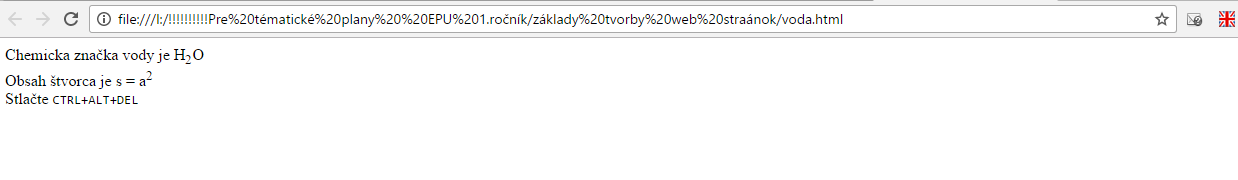 file:///I:/!!!!!!!!!!Pre%20tématické%20plany%20%20EPU%201.ročník/základy%20tvorby%20web%20straánok/voda.html
Chemicka značka vody je H₂O
Obsah štvorca je s = a²
Stlačte CTRL+ALT+DEL